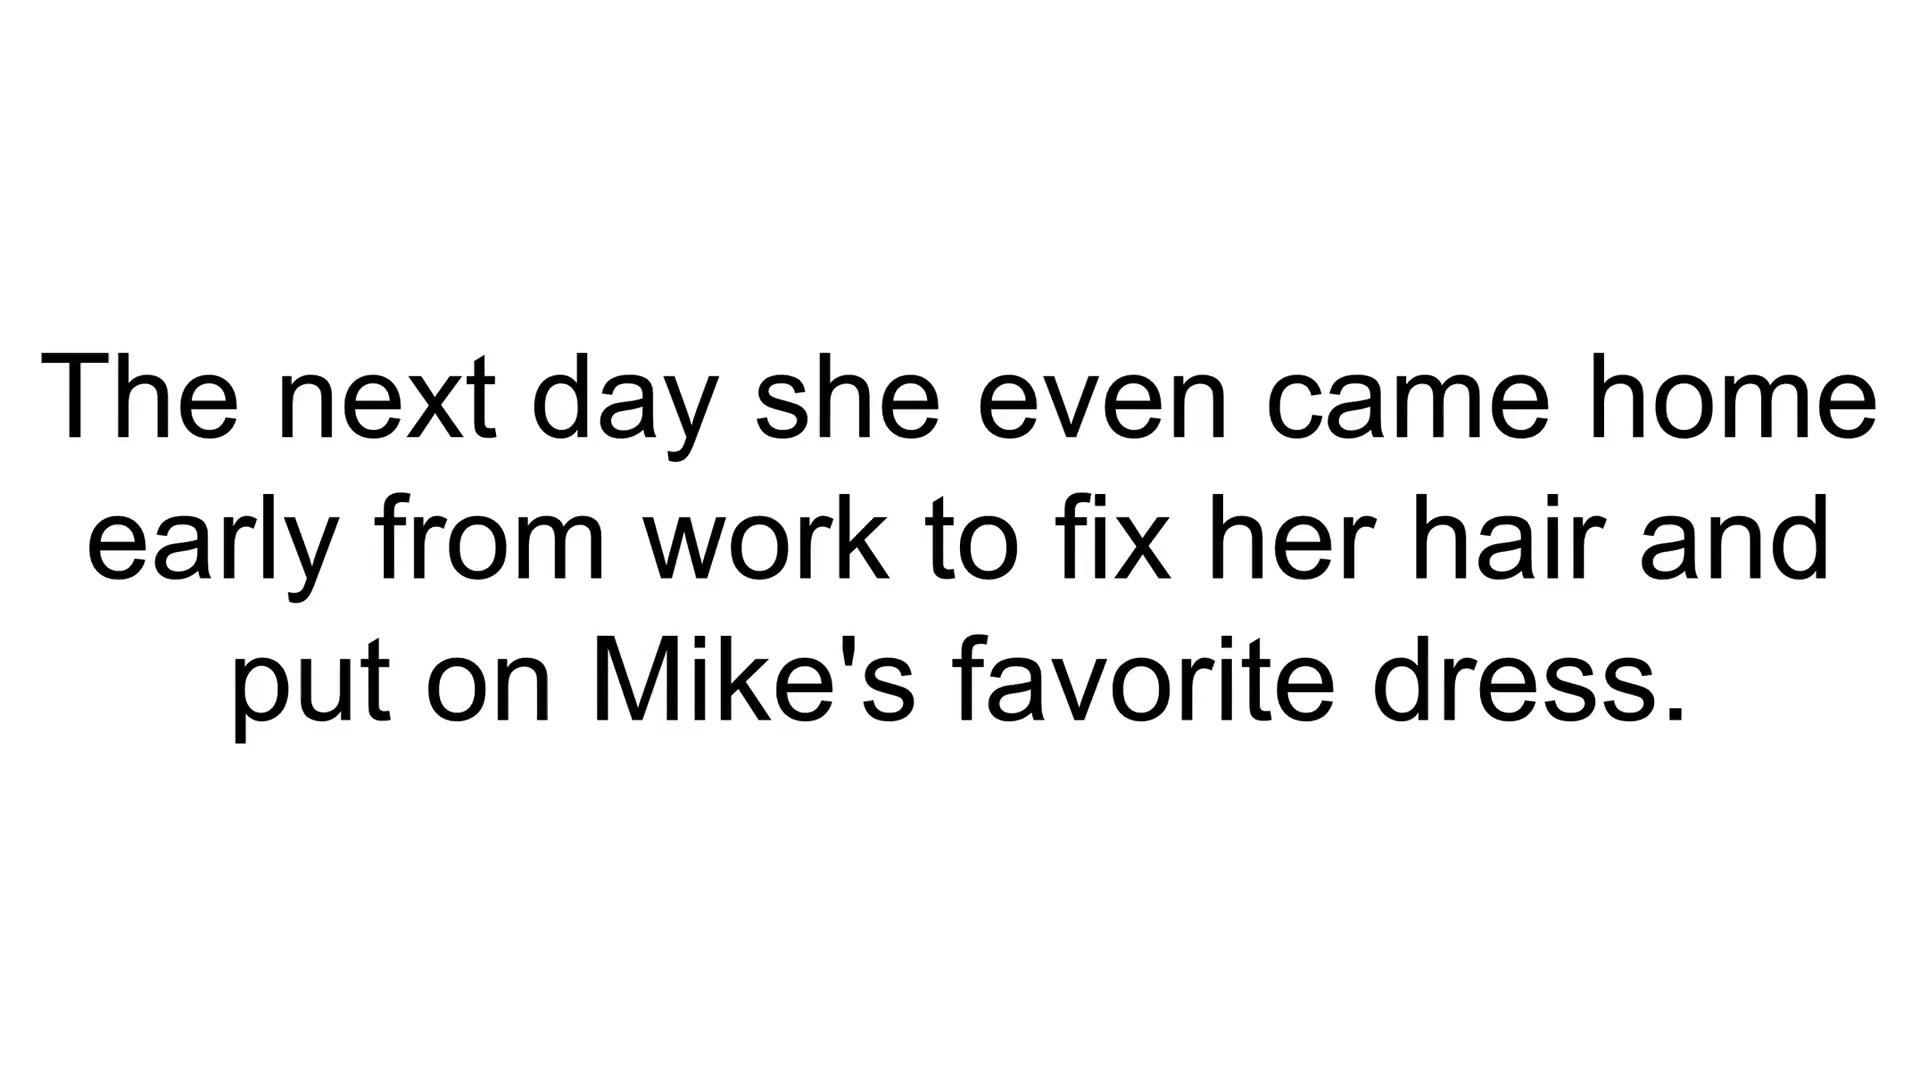 The next day she even came home
early from work to fix her hair and
put on Mike's favorite dress.